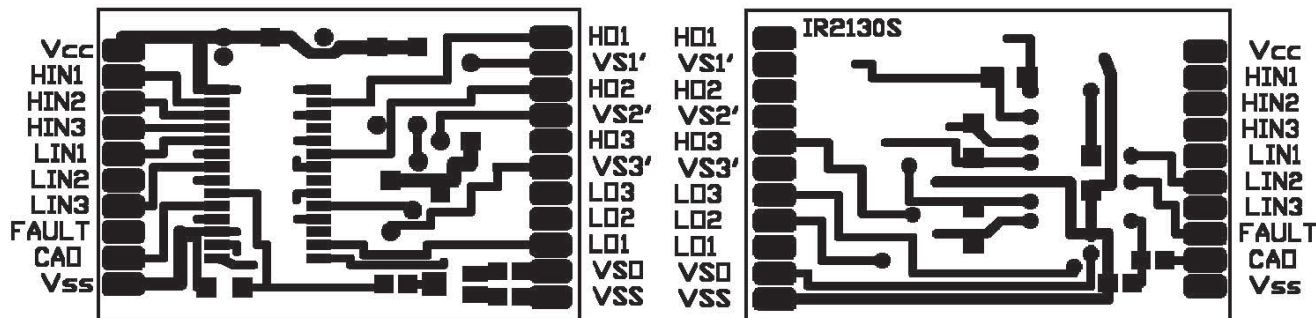 Vcc
HIN1
HIN2
HIN3
LIN1
LIN2
LIN3
FAULT
CAO
Vss
HO1
VS1'
HO2
VS2'
HO3
VS3'
LO3
LO2
LO1
VSO
VSS
HO1
VS1'
HO2
VS2'
HO3
VS3'
LO3
LO2
LO1
VSO
VSS
IR2130S
Vcc
HIN1
HIN2
HIN3
LIN1
LIN2
LIN3
FAULT
CAO
Vss